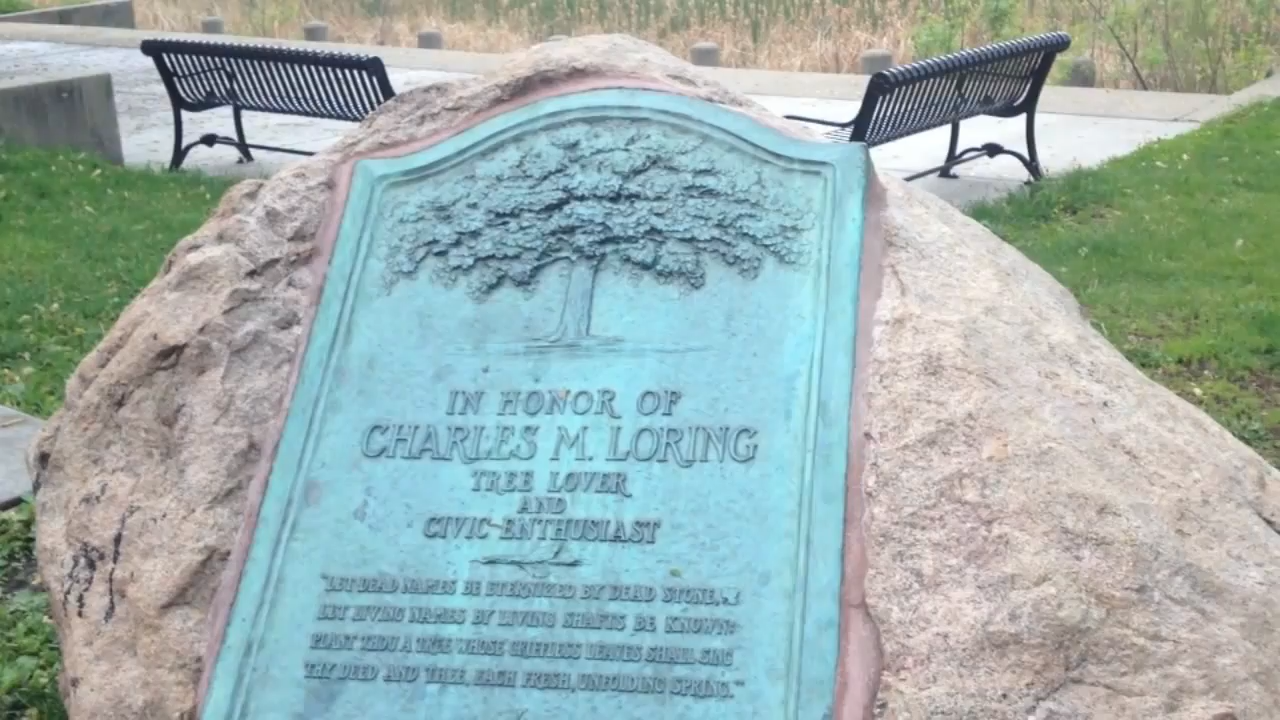 IN HONOR OF
CHARLES M. LORING
TREE LOVER
AND
CIVIC ENTHUSIAST
"LET DEAD NAMES BE ETERNIZED BY DEAD STONE,
LET LIVING NAMES BY LIVING SHAFTS BE KNOWN:
PLANT THOU A TREE WHOSE GRIEFLESS LEAVES SHALL SING
THY DEED AND THEE, EACH FRESH, UNFOLDING SPRING."